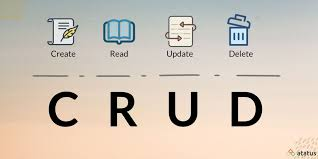 Create Read Update Delete
C R U D
atatus